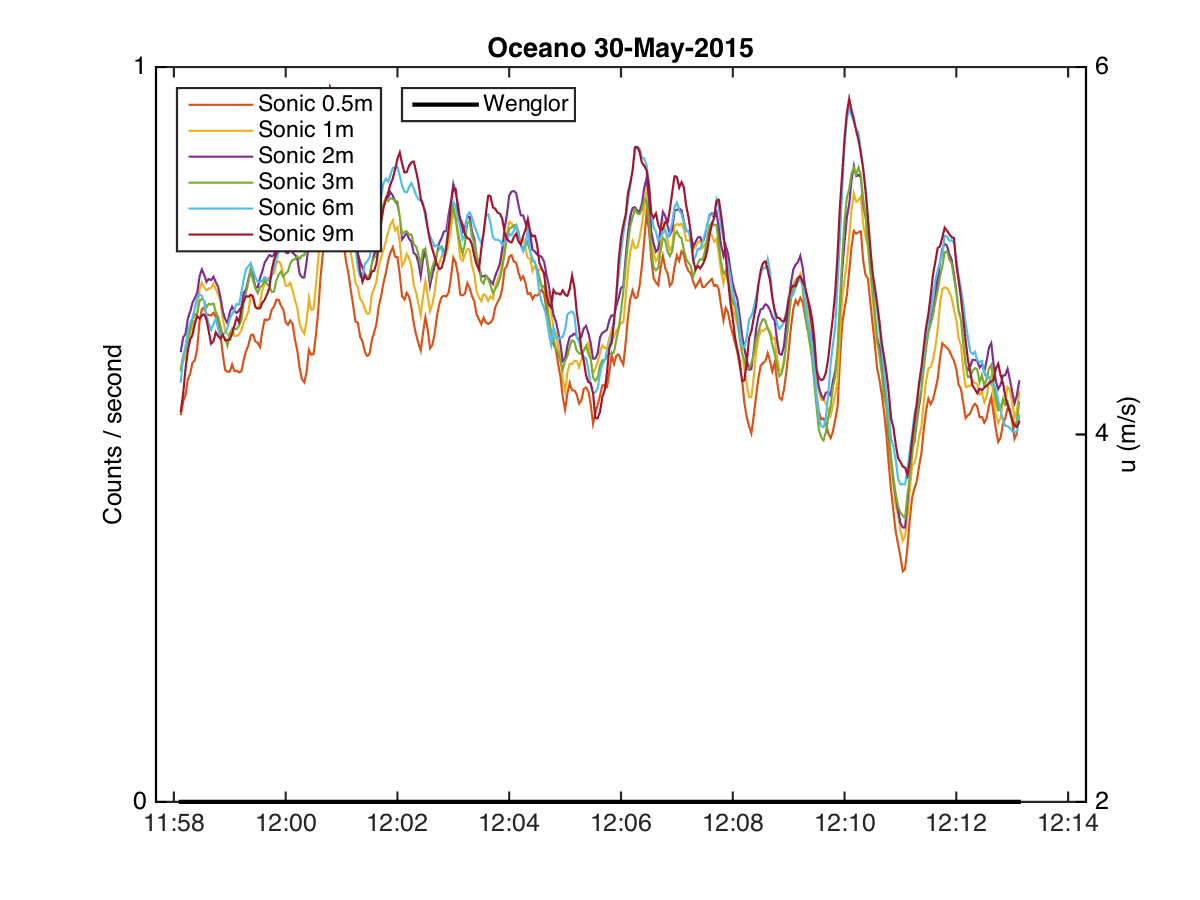 Oceano 30-May-2015
1
6
Sonic 0.5m
Wenglor
Sonic 1m
Sonic 2m
Sonic 3m
Sonic 6m
Sonic 9m
Counts / second
4
u (m/s)
0
2
11:58 12:00 12:02 12:04 12:06 12:08 12:10 12:12 12:14